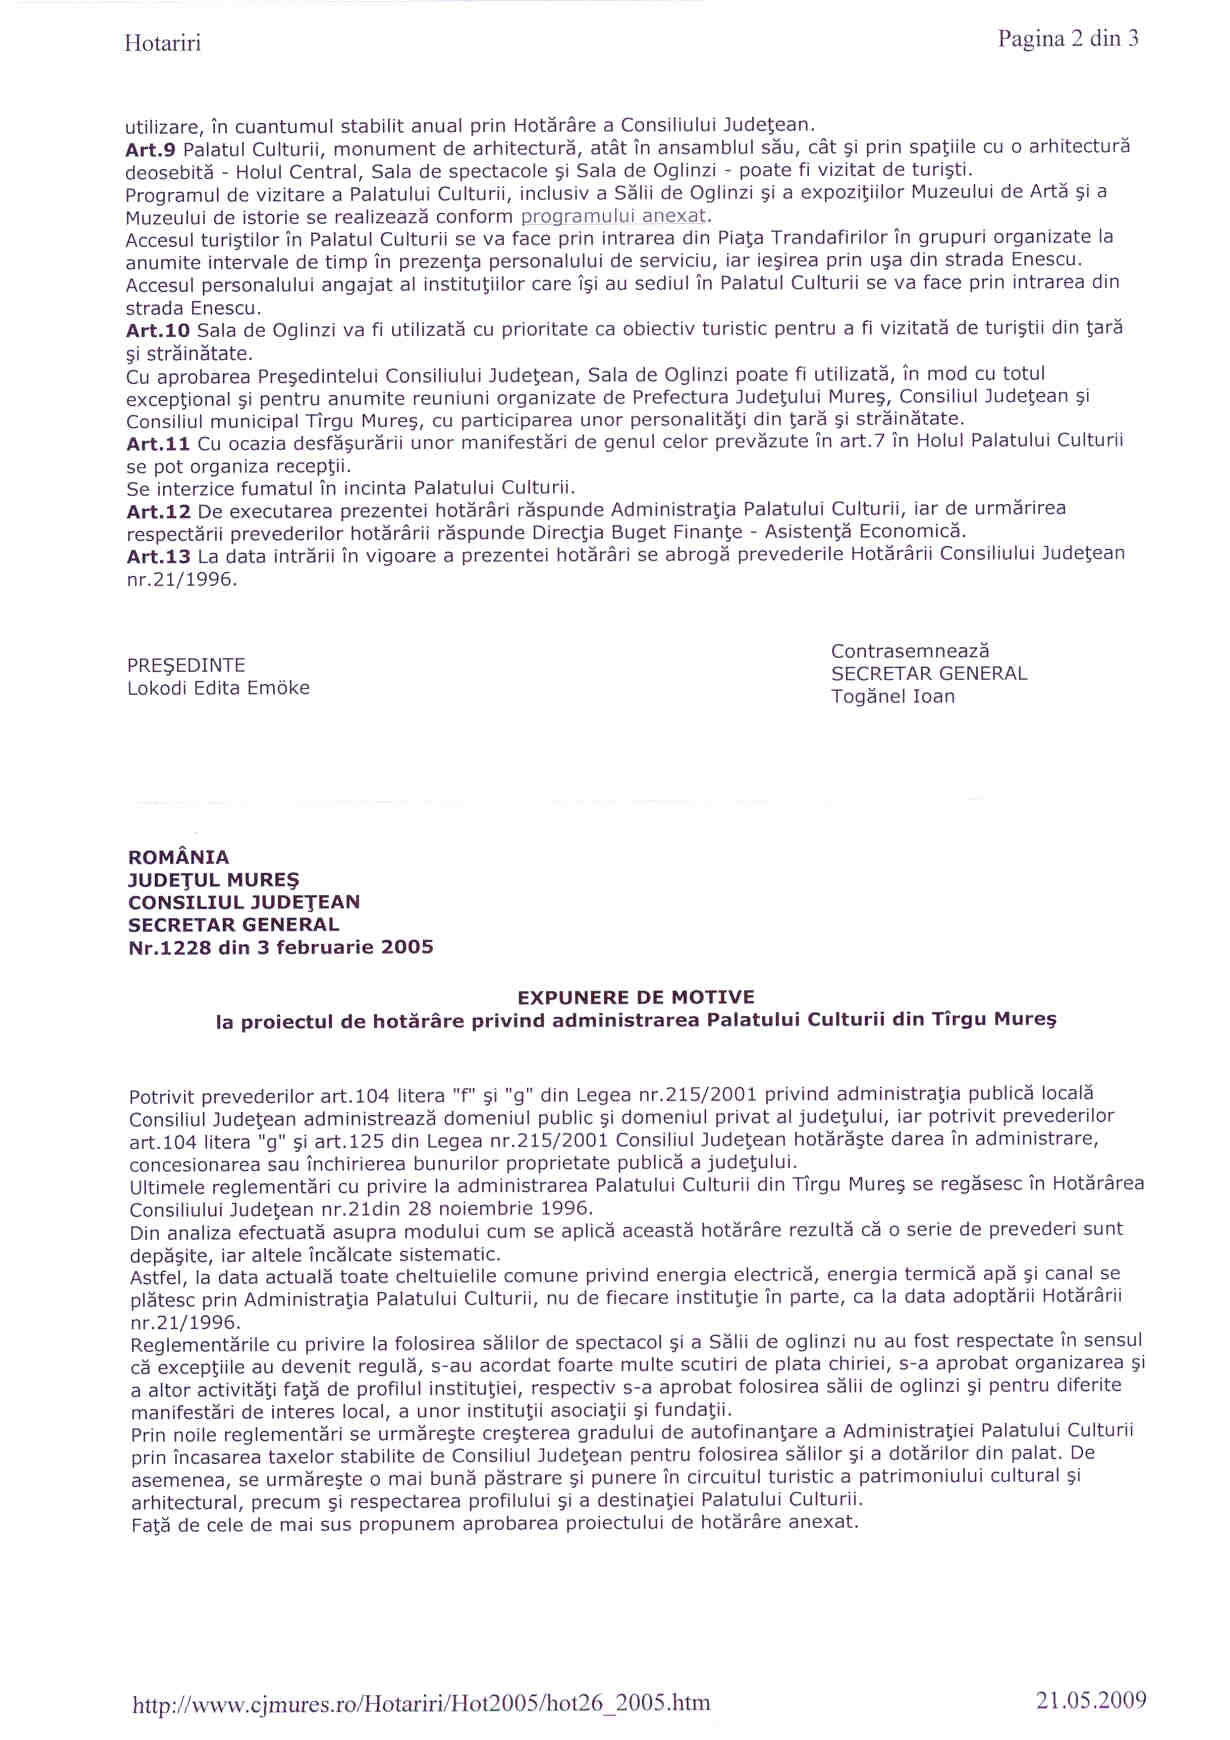 Hotariri
Pagina 2 din 3
utilizare, în cuantumul stabilit anual prin Hotărâre a Consiliului Judeţean.
Art.9 Palatul Culturii, monument de arhitectură, atât în ansamblul său, cât şi prin spaţiile cu o arhitectură
deosebită - Holul Central, Sala de spectacole şi Sala de Oglinzi - poate fi vizitat de turişti.
Programul de vizitare a Palatului Culturii, inclusiv a Sălii de Oglinzi şi a expoziţiilor Muzeului de Artă şi a
Muzeului de istorie se realizează conform programului anexat.
Accesul turiştilor în Palatul Culturii se va face prin intrarea din Piaţa Trandafirilor în grupuri organizate la
anumite intervale de timp în prezenţa personalului de serviciu, iar ieşirea prin uşa din strada Enescu.
Accesul personalului angajat al instituţiilor care îşi au sediul în Palatul Culturii se va face prin intrarea din
strada Enescu.
Art.10 Sala de Oglinzi va fi utilizată cu prioritate ca obiectiv turistic pentru a fi vizitată de turiştii din ţară
şi străinătate.
Cu aprobarea Preşedintelui Consiliului Judeţean, Sala de Oglinzi poate fi utilizată, în mod cu totul
excepţional şi pentru anumite reuniuni organizate de Prefectura Judeţului Mureş, Consiliul Judeţean şi
Consiliul municipal Tîrgu Mureş, cu participarea unor personalităţi din ţară şi străinătate.
Art.11 Cu ocazia desfăşurării unor manifestări de genul celor prevăzute în art.7 în Holul Palatului Culturii
se pot organiza recepţii.
Se interzice fumatul în incinta Palatului Culturii.
Art.12 De executarea prezentei hotărâri răspunde Administraţia Palatului Culturii, iar de urmărirea
respectării prevederilor hotărârii răspunde Direcţia Buget Finanţe - Asistenţă Economică.
Art.13 La data intrării în vigoare a prezentei hotărâri se abrogă prevederile Hotărârii Consiliului Judeţean
nr.21/1996.
PREŞEDINTE
Lokodi Edita Emöke
Contrasemnează
SECRETAR GENERAL
Togănel Ioan
ROMÂNIA
JUDEŢUL MUREŞ
CONSILIUL JUDEŢEAN
SECRETAR GENERAL
Nr.1228 din 3 februarie 2005
EXPUNERE DE MOTIVE
la proiectul de hotărâre privind administrarea Palatului Culturii din Tîrgu Mureş
Potrivit prevederilor art.104 litera "f" şi "g" din Legea nr.215/2001 privind administraţia publică locală
Consiliul Judeţean administrează domeniul public şi domeniul privat al judeţului, iar potrivit prevederilor
art.104 litera "g" şi art.125 din Legea nr.215/2001 Consiliul Judeţean hotărăşte darea în administrare,
concesionarea sau închirierea bunurilor proprietate publică a judeţului.
Ultimele reglementări cu privire la administrarea Palatului Culturii din Tîrgu Mureş se regăsesc în Hotărârea
Consiliului Judeţean nr.21din 28 noiembrie 1996.
Din analiza efectuată asupra modului cum se aplică această hotărâre rezultă că o serie de prevederi sunt
depăşite, iar altele încălcate sistematic.
Astfel, la data actuală toate cheltuielile comune privind energia electrică, energia termică apă şi canal se
plătesc prin Administraţia Palatului Culturii, nu de fiecare instituţie în parte, ca la data adoptării Hotărârii
nr.21/1996.
Reglementările cu privire la folosirea sălilor de spectacol şi a Sălii de oglinzi nu au fost respectate în sensul
că excepţiile au devenit regulă, s-au acordat foarte multe scutiri de plata chiriei, s-a aprobat organizarea şi
a altor activităţi faţă de profilul instituţiei, respectiv s-a aprobat folosirea sălii de oglinzi şi pentru diferite
manifestări de interes local, a unor instituţii asociaţii şi fundaţii.
Prin noile reglementări se urmăreşte creşterea gradului de autofinanţare a Administraţiei Palatului Culturii
prin încasarea taxelor stabilite de Consiliul Judeţean pentru folosirea sălilor şi a dotărilor din palat. De
asemenea, se urmăreşte o mai bună păstrare şi punere în circuitul turistic a patrimoniului cultural şi
arhitectural, precum şi respectarea profilului şi a destinaţiei Palatului Culturii.
Faţă de cele de mai sus propunem aprobarea proiectului de hotărâre anexat.
http://www.cjmures.ro/Hotariri/Hot2005/hot26_2005.htm
21.05.2009